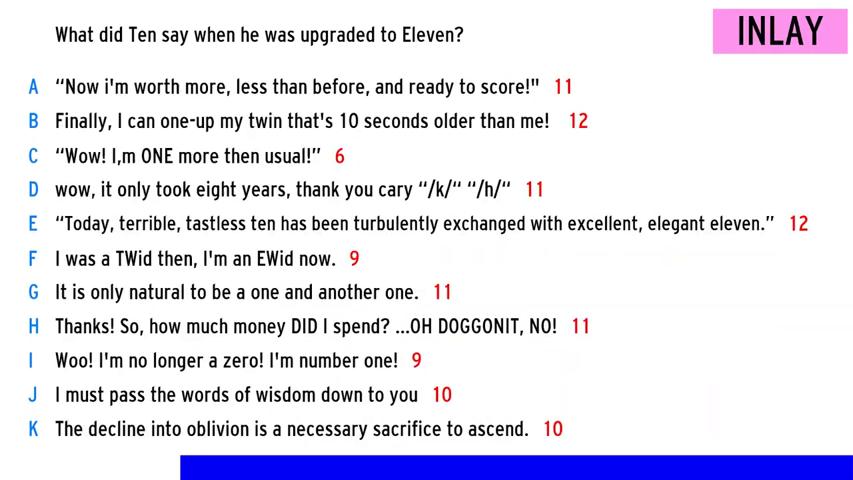 What did Ten say when he was upgraded to Eleven?
INLAY
A “Now i'm worth more, less than before, and ready to score!" 11
B Finally, I can one-up my twin that's 10 seconds older than me! 12
C “Wow! I,m ONE more then usual!” 6
D wow, it only took eight years, thank you cary “/k/“ “/h/“ 11
E “Today, terrible, tastless ten has been turbulently exchanged with excellent, elegant eleven.” 12
F I was a TWid then, I'm an EWid now. 9
G It is only natural to be a one and another one. 11
H Thanks! So, how much money DID I spend? ...OH DOGGONIT, NO! 11
I Woo! I'm no longer a zero! I'm number one! 9
J I must pass the words of wisdom down to you 10
K The decline into oblivion is a necessary sacrifice to ascend. 10